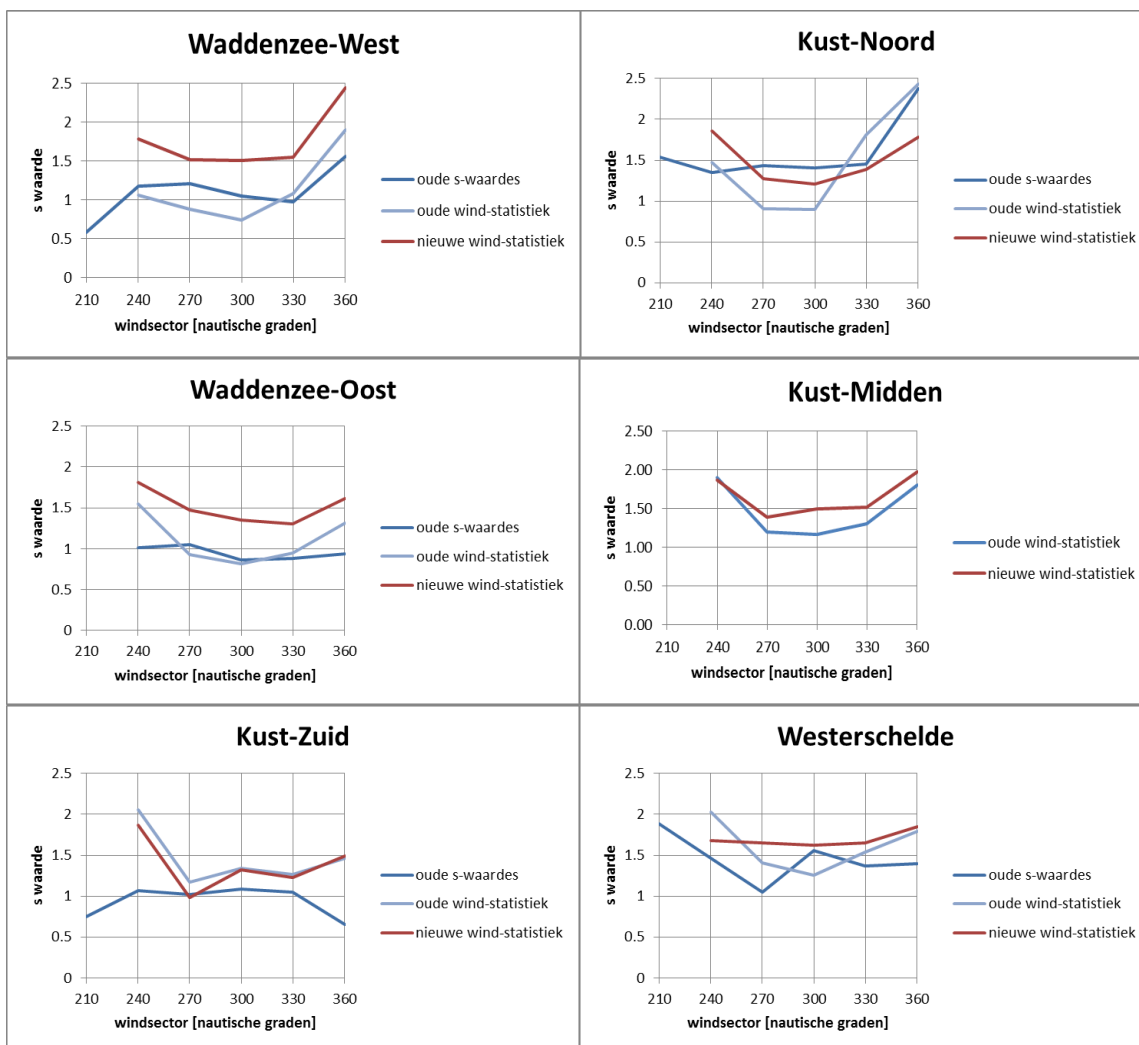 Waddenzee-West
s waarde
2.5
2
1.5
1
0.5
0
210 240 270 300 330 360
windsector [nautische graden]
oude s-waardes
oude wind-statistiek
nieuwe wind-statistiek
Kust-Noord
s waarde
2.5
2
1.5
1
0.5
0
210 240 270 300 330 360
windsector [nautische graden]
oude s-waardes
oude wind-statistiek
nieuwe wind-statistiek
Waddenzee-Oost
s waarde
2.5
2
1.5
1
0.5
0
210 240 270 300 330 360
windsector [nautische graden]
oude s-waardes
oude wind-statistiek
nieuwe wind-statistiek
Kust-Midden
s waarde
2.50
2.00
1.50
1.00
0.50
0.00
210 240 270 300 330 360
windsector [nautische graden]
oude wind-statistiek
nieuwe wind-statistiek
Kust-Zuid
s waarde
2.5
2
1.5
1
0.5
0
210 240 270 300 330 360
windsector [nautische graden]
oude s-waardes
oude wind-statistiek
nieuwe wind-statistiek
Westerschelde
s waarde
2.5
2
1.5
1
0.5
0
210 240 270 300 330 360
windsector [nautische graden]
oude s-waardes
oude wind-statistiek
nieuwe wind-statistiek